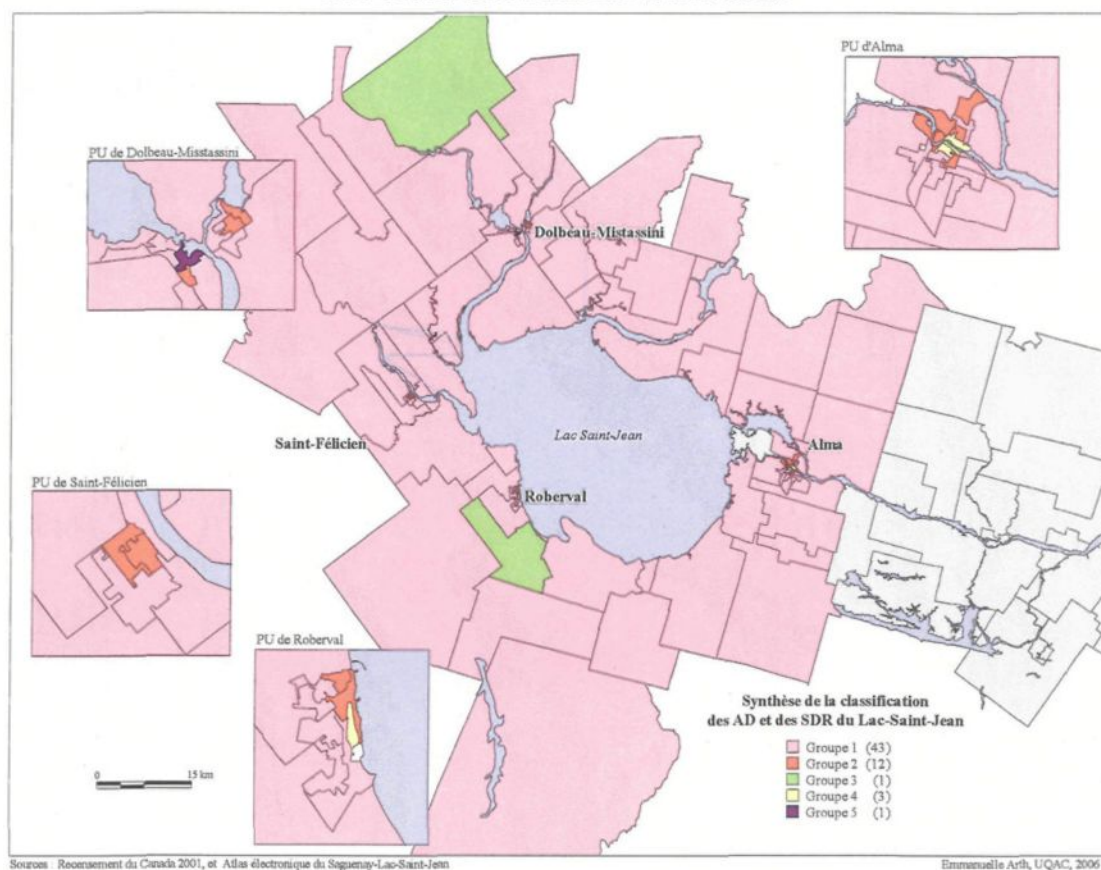 PU d'Alma
PU de Dolbeau-Misstassini
Dolbeau-Mistassini
Saint-Félicien
Lac Saint-Jean
Alma
PU de Saint-Félicien
Roberval
PU de Roberval
Synthèse de la classification
des AD et des SDR du Lac-Saint-Jean
Groupe 1 (43)
Groupe 2 (12)
Groupe 3 (1)
Groupe 4 (3)
Groupe 5 (1)
0 15 km
Sources : Recensement du Canada 2001, et Atlas électronique du Saguenay-Lac-Saint-Jean
Emmanuelle Arth, UQAC, 2006